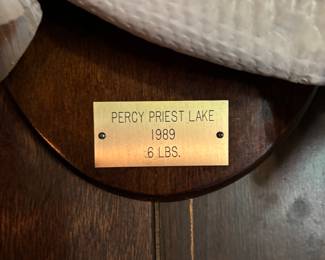 PERCY PRIEST LAKE
1989
6 LBS.